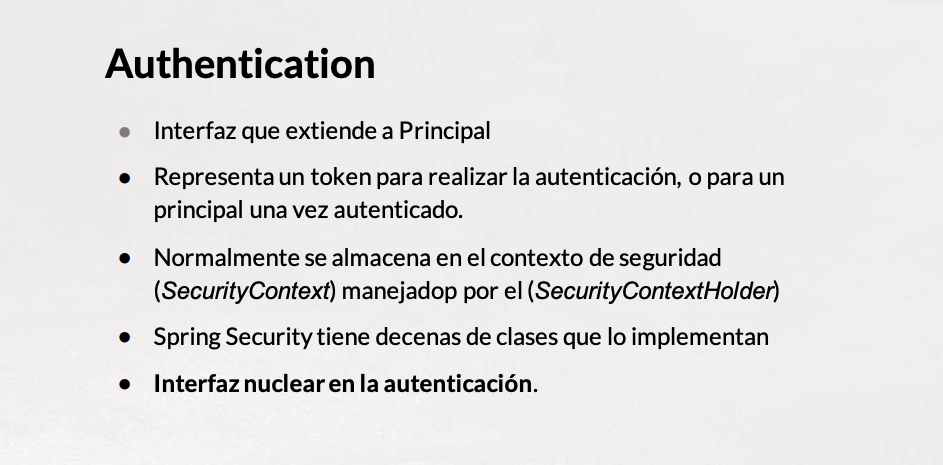 Authentication
● Interfaz que extiende a Principal
● Representa un token para realizar la autenticación, o para un
principal una vez autenticado.
● Normalmente se almacena en el contexto de seguridad
(SecurityContext) manejadop por el (SecurityContextHolder)
● Spring Security tiene decenas de clases que lo implementan
● Interfaz nuclear en la autenticación.